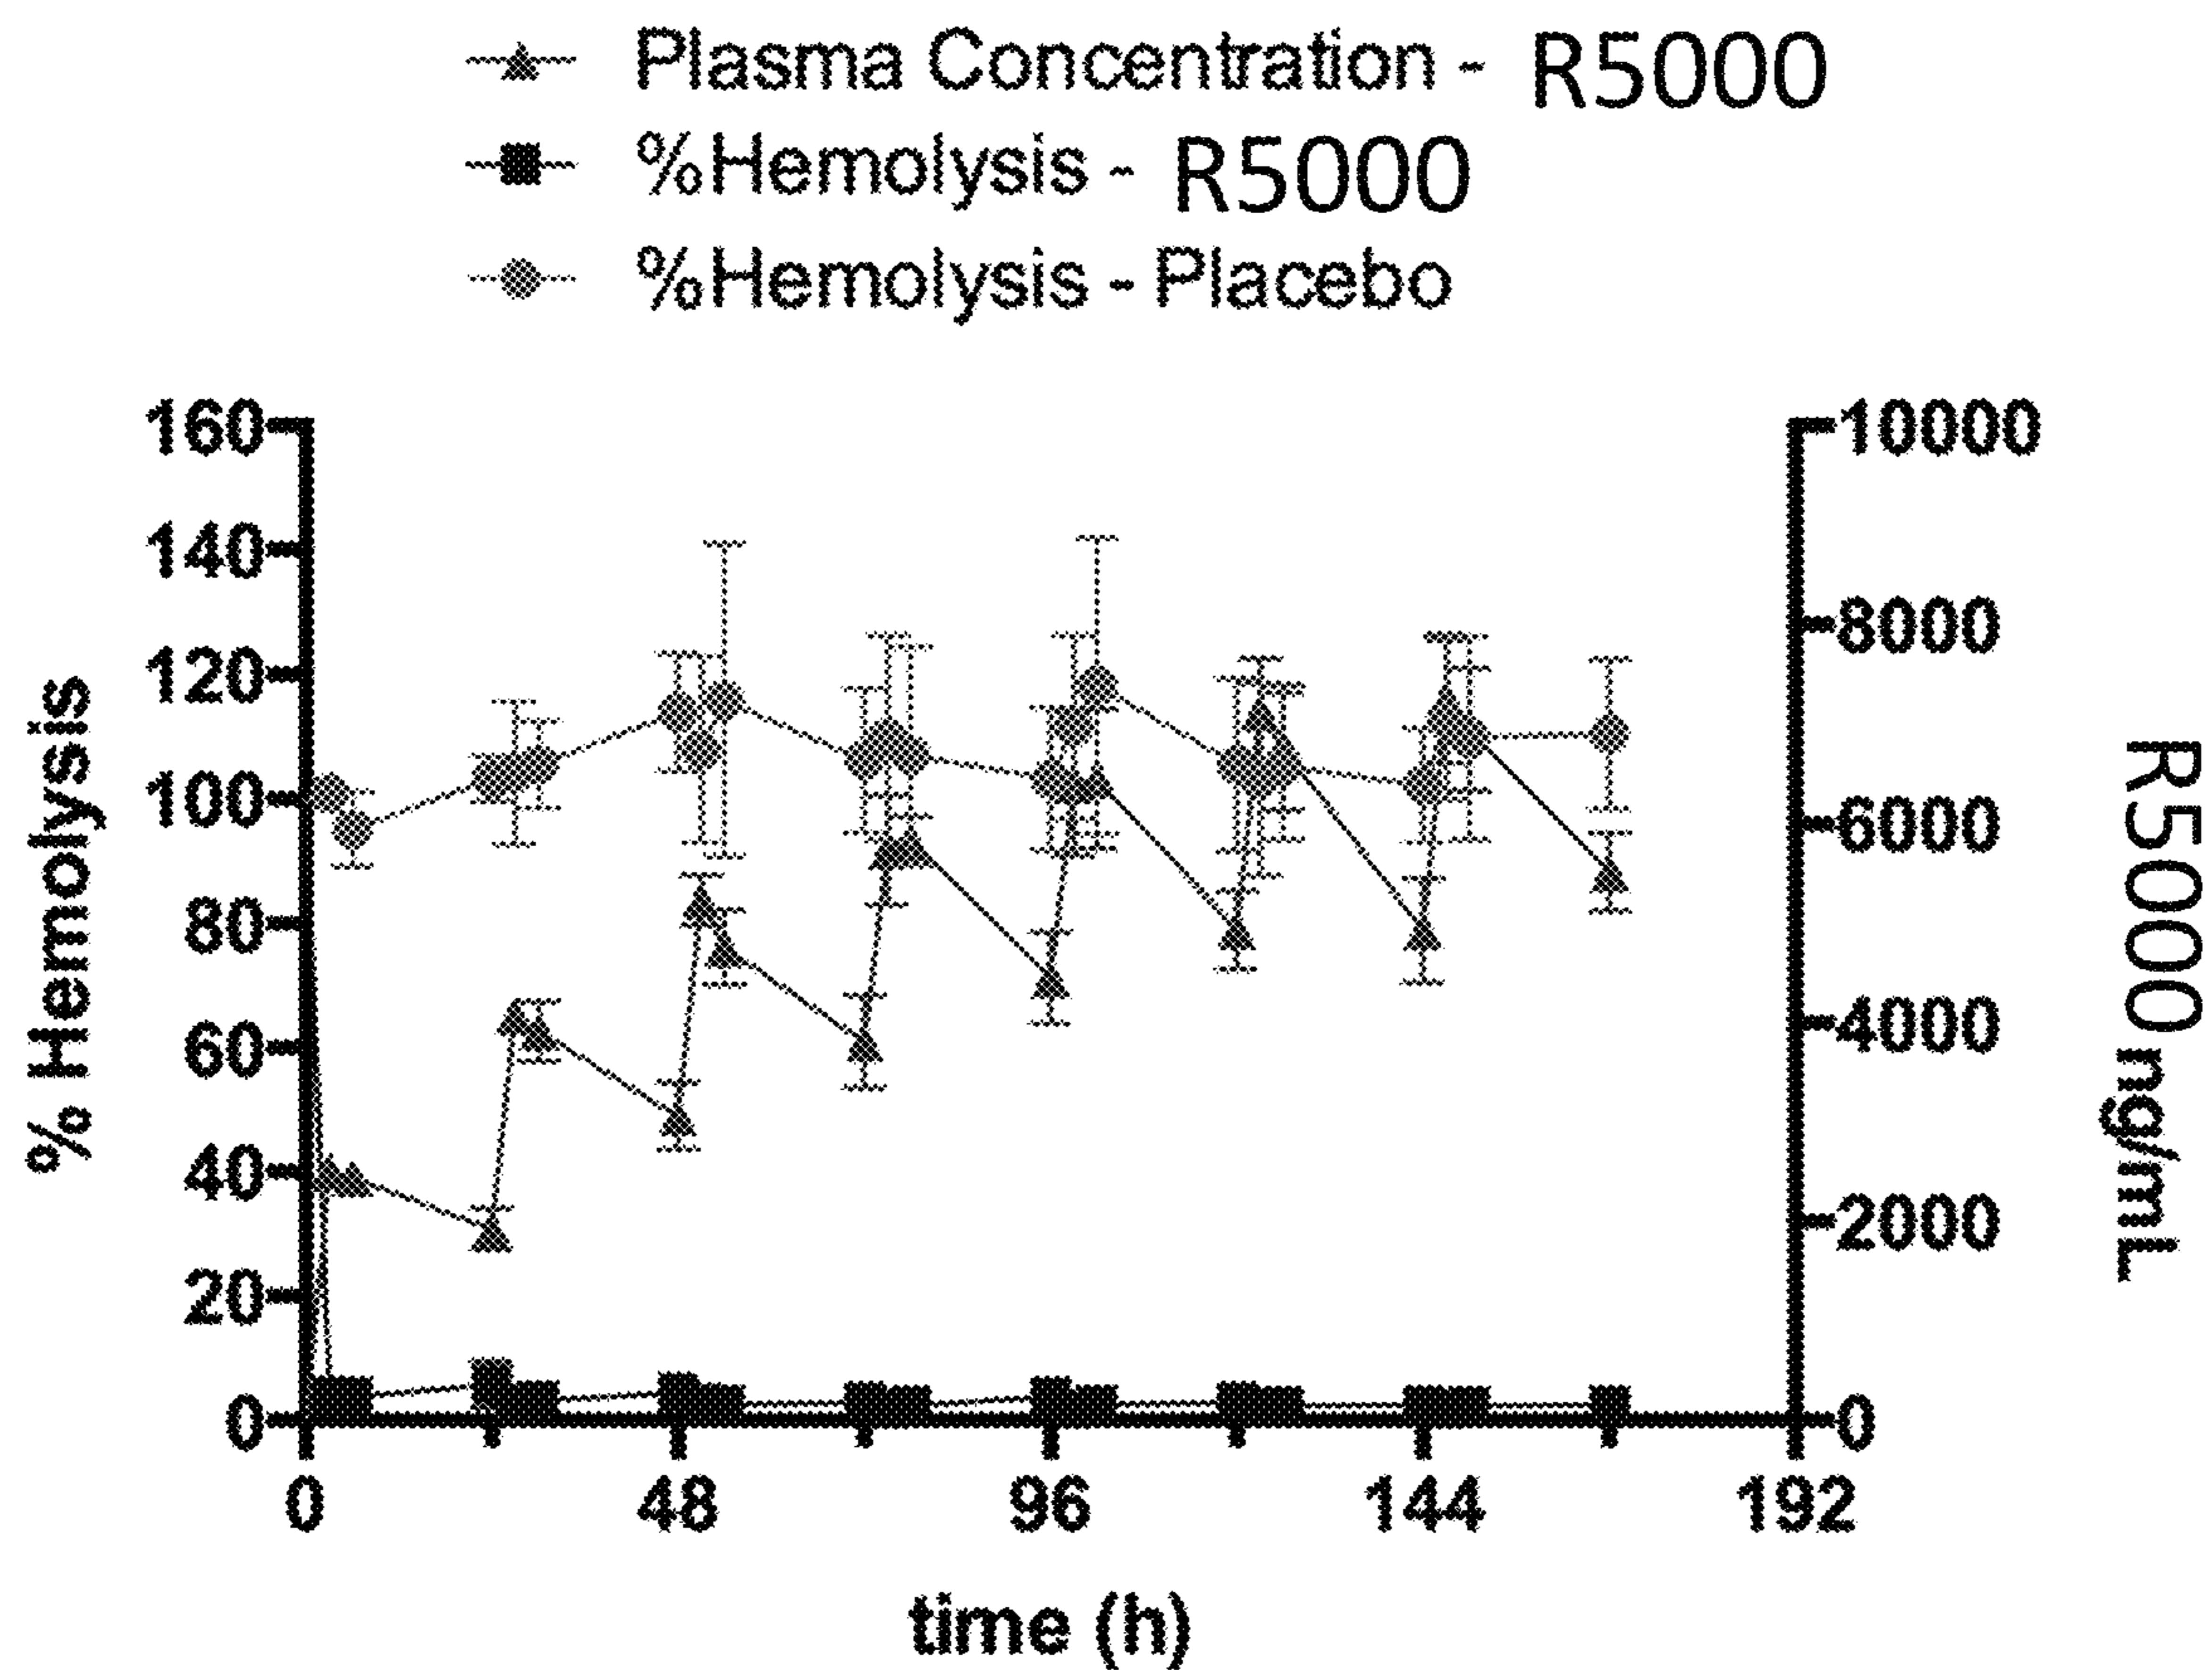 Plasma Concentration - R5000
%Hemolysis - R5000
%Hemolysis - Placebo
% Hemolysis
160
140
120
100
80
60
40
20
0
10000
8000
6000
4000
2000
0
R5000 ng/mL
0 48 96 144 192
time (h)